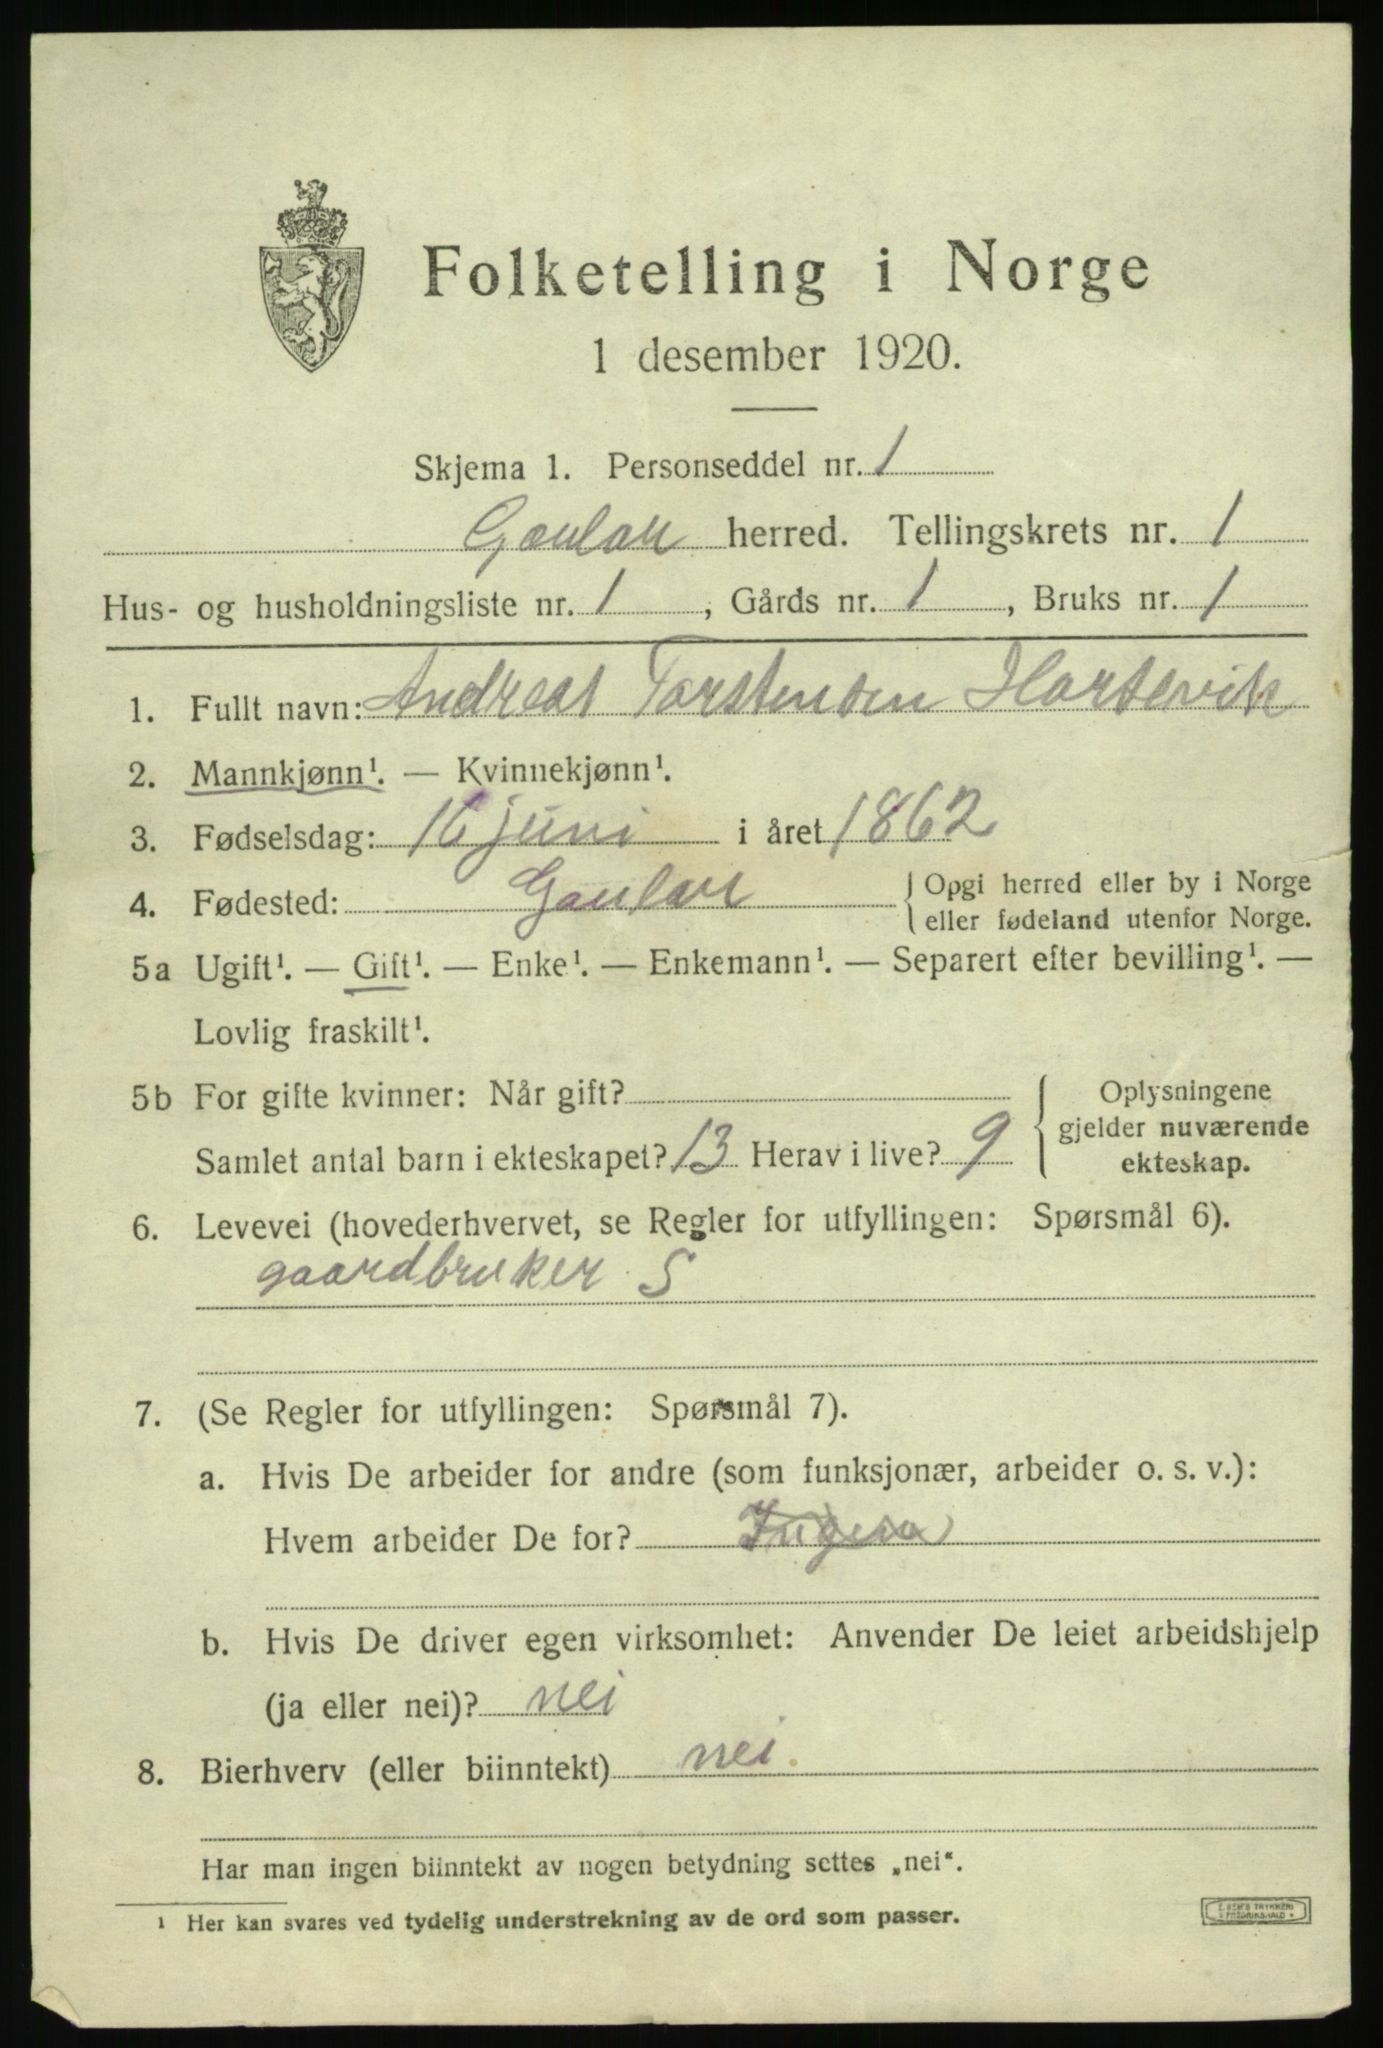 Folketelling i Norge
1 desember 1920.
Skjema 1. Personseddel nr. 1
Gaular herred. Tellingskrets nr. 1
Hus- og husholdningsliste nr. 1, Gårds nr. 1, Bruks nr. 1
1. Fullt navn: Andreas Torstenson Hortevik
2. Mannkjønn¹. — Kvinnekjønn¹.
3. Fødselsdag: 16 juni i året 1862
4. Fødested: Gaular { Opgi herred eller by i Norge
eller fødeland utenfor Norge.
5a Ugift¹. — Gift¹. — Enke¹. — Enkemann¹. — Separert efter bevilling¹. —
Lovlig fraskilt¹.
5b For gifte kvinner: Når gift? { Oplysningene
gjelder nuværende
ekteskap.
Samlet antal barn i ekteskapet? 13 Herav i live? 9
6. Levevei (hovederhvervet, se Regler for utfyllingen: Spørsmål 6).
gaardbruker S
7. (Se Regler for utfyllingen: Spørsmål 7).
a. Hvis De arbeider for andre (som funksjonær, arbeider o. s. v.):
Hvem arbeider De for?
b. Hvis De driver egen virksomhet: Anvender De leiet arbeidshjelp
(ja eller nei)? nei
8. Bierhverv (eller biinntekt) nei.
Har man ingen biinntekt av nogen betydning settes „nei“.
¹ Her kan svares ved tydelig understrekning av de ord som passer.